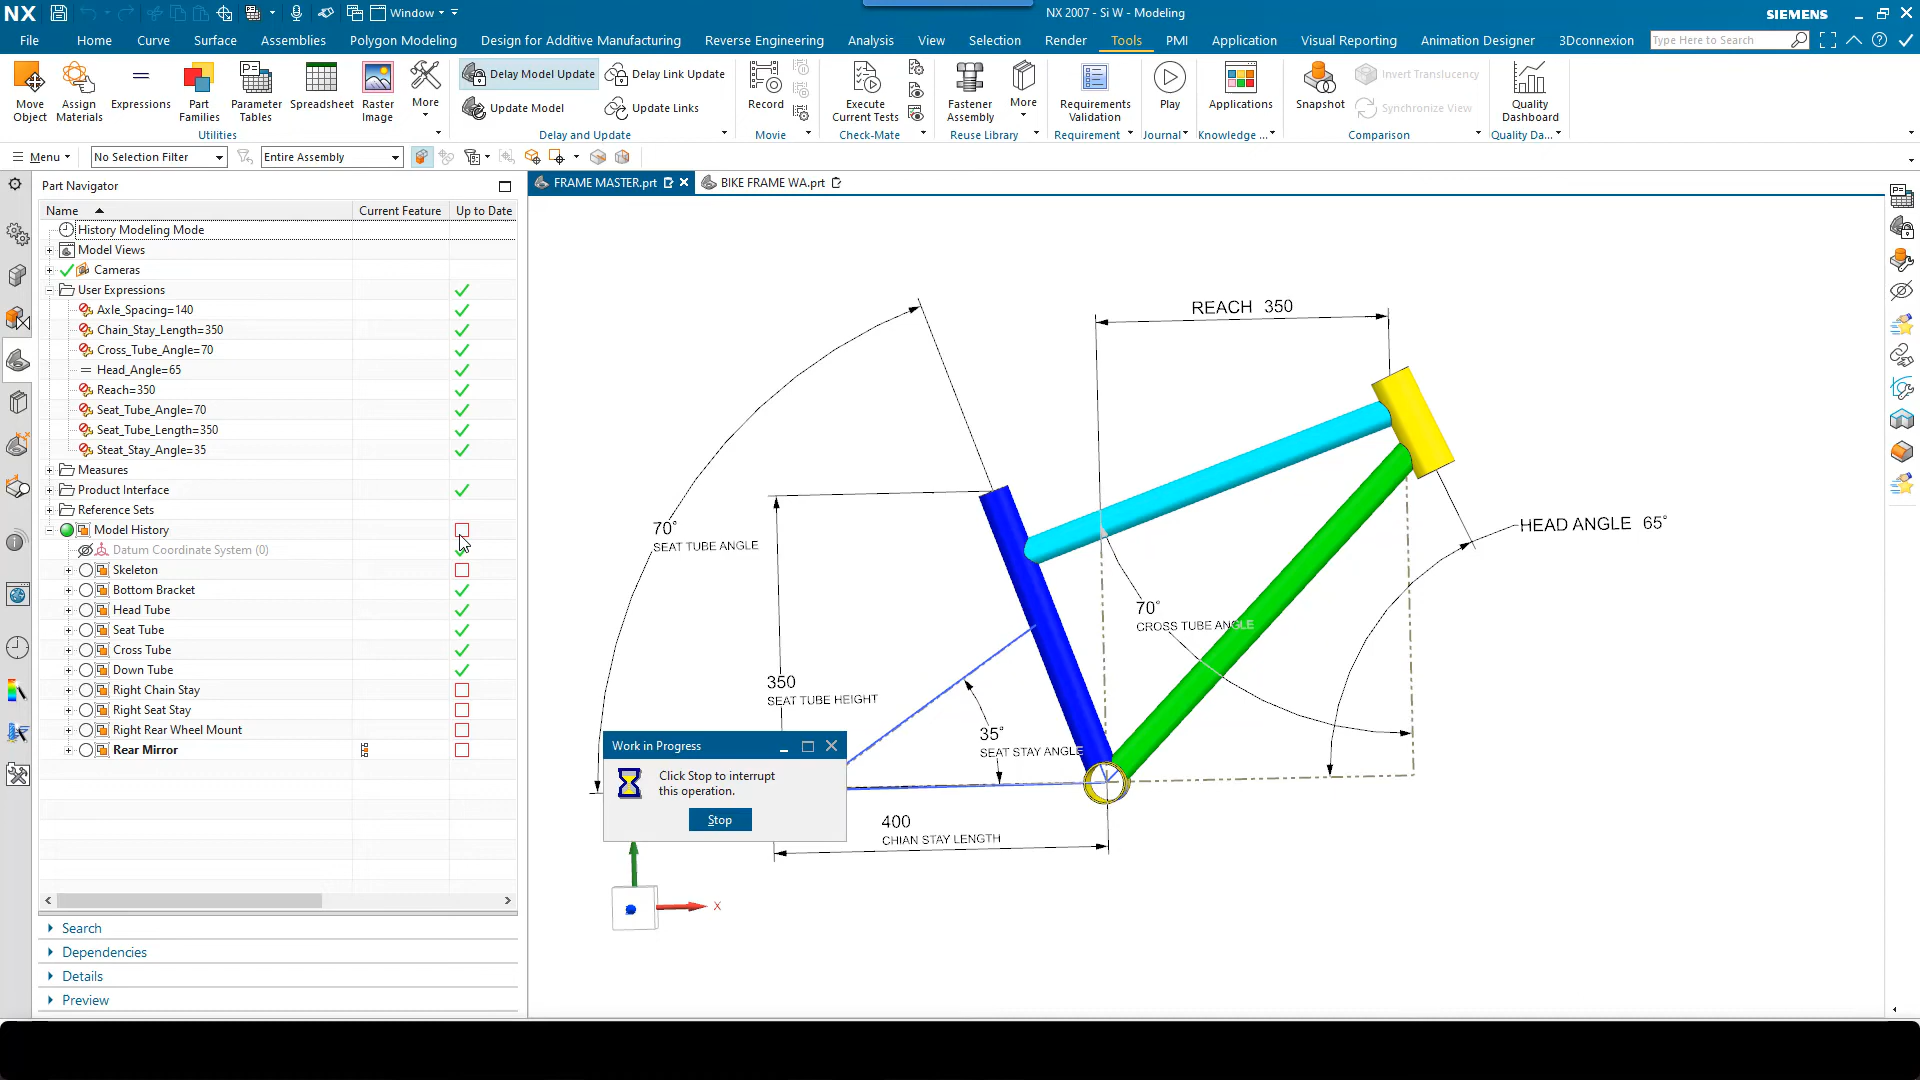 NX
Window
NX 2007 - Si W - Modeling
SIEMENS
File
Home
Curve
Surface
Assemblies
Polygon Modeling
Design for Additive Manufacturing
Reverse Engineering
Analysis
View
Selection
Render
Tools
PMI
Application
Visual Reporting
Animation Designer
3Dconnexion
Type Here to Search
Move Object
Assign Materials
Expressions
Part Families
Parameter Tables
Spreadsheet
Raster Image
More
Delay Model Update
Update Model
Delay Link Update
Update Links
Record
Execute Current Tests
Fastener Assembly
More
Requirements Validation
Play
Applications
Snapshot
Invert Translucency
Synchronize View
Quality Dashboard
Utilities
Delay and Update
Movie
Check-Mate
Reuse Library
Requirement
Journal
Knowledge ...
Comparison
Quality Da...
Menu
No Selection Filter
Entire Assembly
Part Navigator
FRAME MASTER.prt
BIKE FRAME WA.prt
Name
Current Feature
Up to Date
History Modeling Mode
Model Views
Cameras
User Expressions
Axle_Spacing=140
Chain_Stay_Length=350
Cross_Tube_Angle=70
Head_Angle=65
Reach=350
Seat_Tube_Angle=70
Seat_Tube_Length=350
Steat_Stay_Angle=35
Measures
Product Interface
Reference Sets
Model History
Datum Coordinate System (0)
Skeleton
Bottom Bracket
Head Tube
Seat Tube
Cross Tube
Down Tube
Right Chain Stay
Right Seat Stay
Right Rear Wheel Mount
Rear Mirror
Search
Dependencies
Details
Preview
REACH 350
70°
SEAT TUBE ANGLE
HEAD ANGLE 65°
70°
CROSS TUBE ANGLE
350
SEAT TUBE HEIGHT
35°
SEAT STAY ANGLE
Work in Progress
Click Stop to interrupt
this operation.
Stop
400
CHIAN STAY LENGTH
X